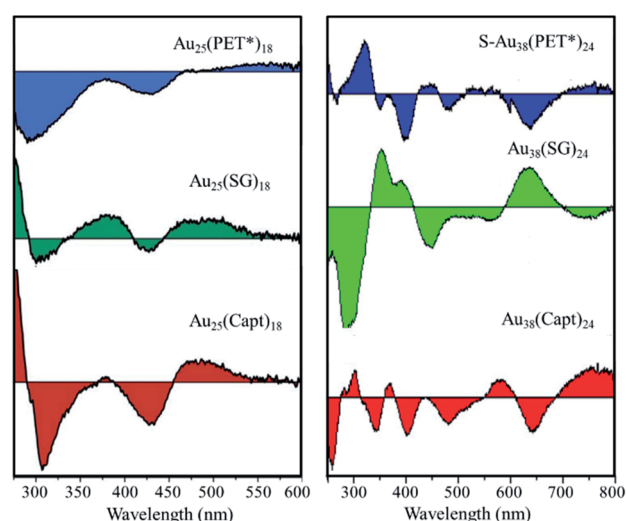 Au₂₅(PET*)₁₈
Au₂₅(SG)₁₈
Au₂₅(Capt)₁₈
300 350 400 450 500 550 600
Wavelength (nm)
S-Au₃₈(PET*)₂₄
Au₃₈(SG)₂₄
Au₃₈(Capt)₂₄
300 400 500 600 700 800
Wavelength (nm)